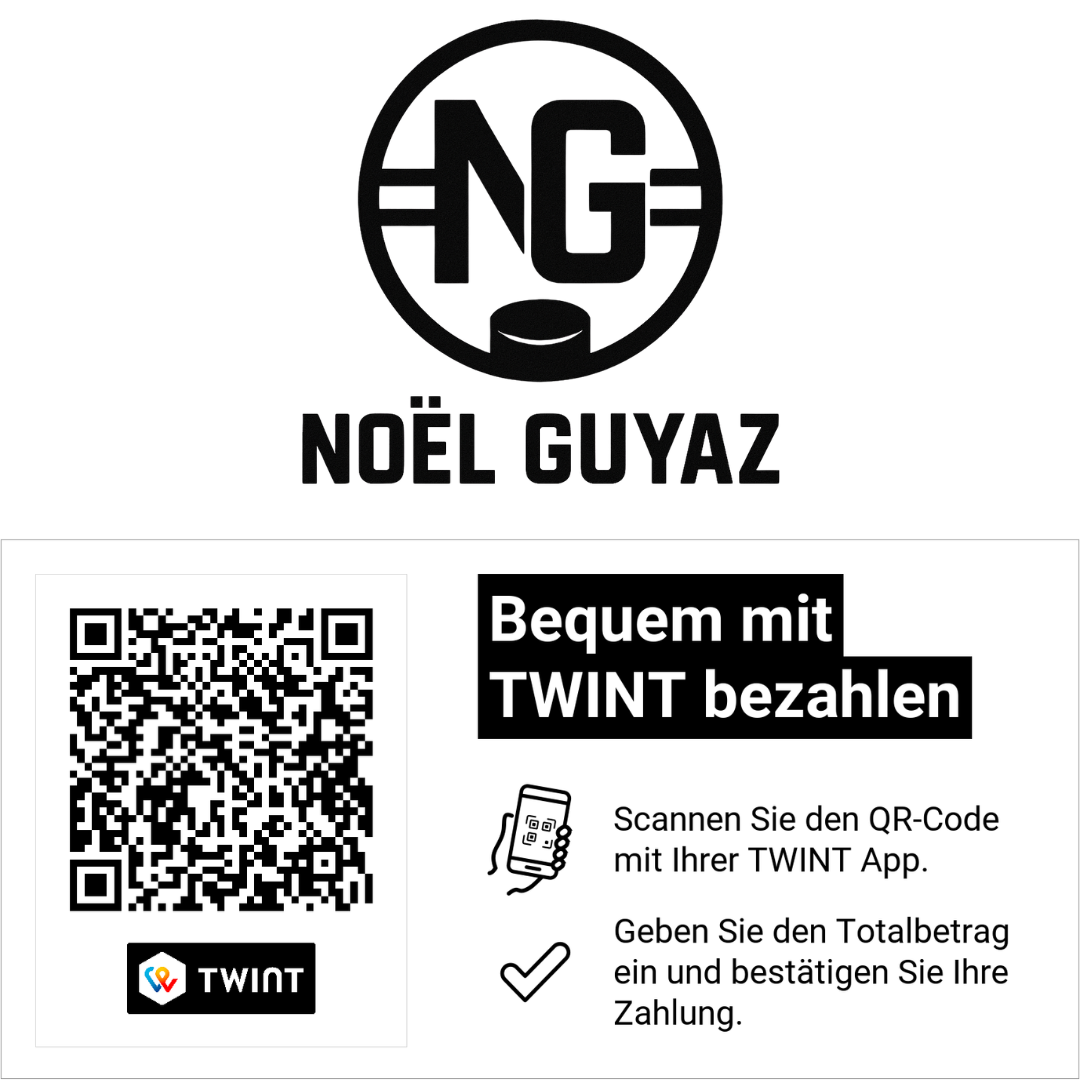 NG
NOËL GUYAZ
Bequem mit
TWINT bezahlen
Scannen Sie den QR-Code
mit Ihrer TWINT App.
Geben Sie den Totalbetrag
ein und bestätigen Sie Ihre
Zahlung.
TWINT